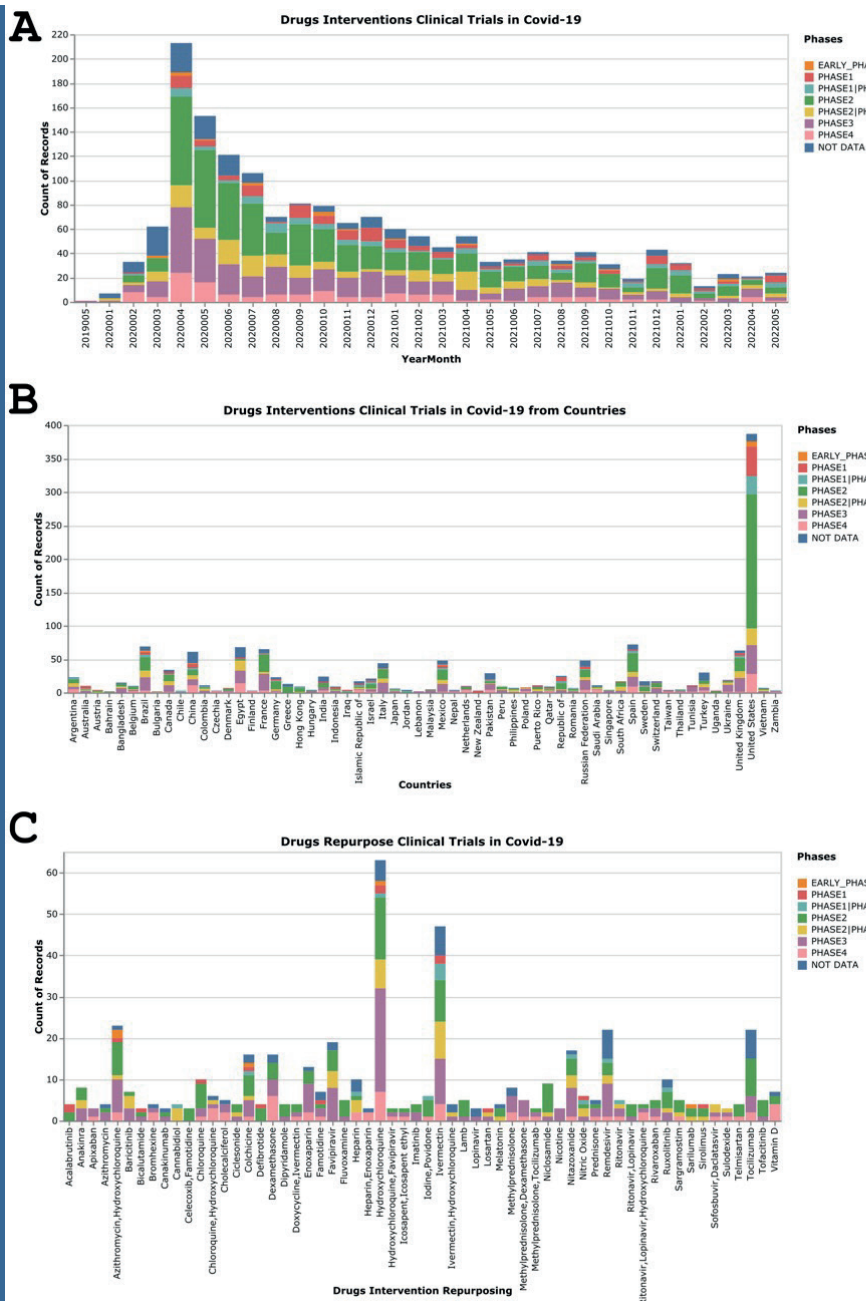 A
Drugs Interventions Clinical Trials in Covid-19
Phases
EARLY_PHA
PHASE1
PHASE1|PH
PHASE2
PHASE2|PH
PHASE3
PHASE4
NOT DATA
Count of Records
220
200
180
160
140
120
100
80
60
40
20
0
2019005
2020001
2020002
2020003
2020004
2020005
2020006
2020007
2020008
2020009
2020010
2020011
2020012
2021001
2021002
2021003
2021004
2021005
2021006
2021007
2021008
2021009
2021010
2021011
2021012
2022001
2022002
2022003
2022004
2022005
YearMonth
B
Drugs Interventions Clinical Trials in Covid-19 from Countries
Phases
EARLY_PHA
PHASE1
PHASE1|PHA
PHASE2
PHASE2|PHA
PHASE3
PHASE4
NOT DATA
Count of Records
400
350
300
250
200
150
100
50
0
Argentina
Australia
Austria
Bahrain
Bangladesh
Belgium
Brazil
Bulgaria
Canada
Chile
China
Colombia
Czechia
Denmark
Egypt
Finland
France
Germany
Greece
Hong Kong
Hungary
India
Indonesia
Iraq
Islamic Republic of
Israel
Italy
Japan
Jordan
Lebanon
Malaysia
Mexico
Nepal
Netherlands
New Zealand
Pakistan
Peru
Philippines
Poland
Puerto Rico
Qatar
Republic of
Romania
Russian Federation
Saudi Arabia
Singapore
South Africa
Spain
Sweden
Switzerland
Taiwan
Thailand
Tunisia
Turkey
Uganda
Ukraine
United Kingdom
United States
Vietnam
Zambia
Countries
C
Drugs Repurpose Clinical Trials in Covid-19
Phases
EARLY_PHAS
PHASE1
PHASE1|PHA
PHASE2
PHASE2|PHA
PHASE3
PHASE4
NOT DATA
Count of Records
60
50
40
30
20
10
0
Acalabrutinib
Anakinra
Apixaban
Azithromycin
Azithromycin,Hydroxychloroquine
Baricitinib
Bicalutamide
Bromhexine
Canakinumab
Cannabidiol
Celecoxib,Famotidine
Chloroquine
Chloroquine,Hydroxychloroquine
Cholecalciferol
Ciclesonide
Colchicine
Defibrotide
Dexamethasone
Dipyridamole
Doxycycline,Ivermectin
Enoxaparin
Famotidine
Favipiravir
Fluvoxamine
Heparin
Heparin,Enoxaparin
Hydroxychloroquine
Hydroxychloroquine,Favipiravir
Icosapent,Icosapent ethyl
Imatinib
Iodine,Povidone
Ivermectin
Ivermectin,Hydroxychloroquine
Lamb
Lopinavir
Losartan
Melatonin
Methylprednisolone
Methylprednisolone,Dexamethasone
Methylprednisolone,Tocilizumab
Niclosamide
Nicotine
Nitazoxanide
Nitric Oxide
Prednisone
Remdesivir
Ritonavir
Ritonavir,Lopinavir
Ritonavir,Lopinavir,Hydroxychloroquine
Rivaroxaban
Ruxolitinib
Sargramostim
Sarilumab
Sirolimus
Sofosbuvir,Daclatasvir
Sulodexide
Telmisartan
Tocilizumab
Tofacitinib
Vitamin D
Drugs Intervention Repurposing